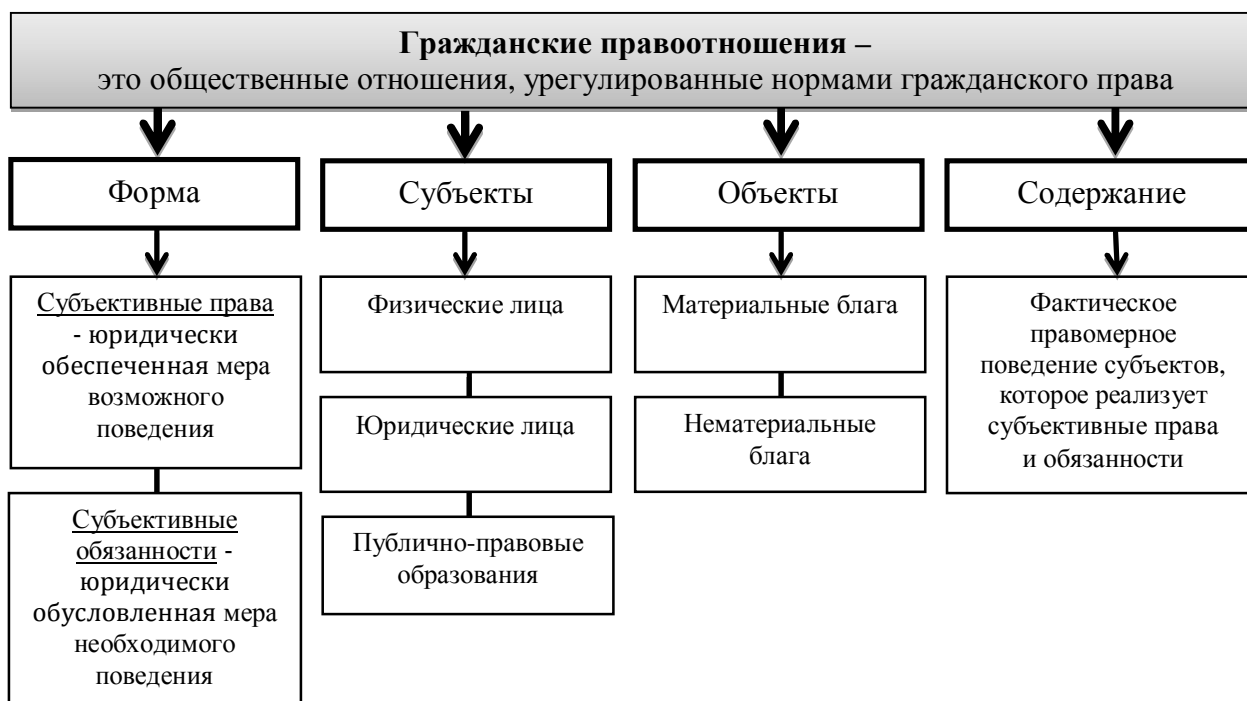 Гражданские правоотношения –
это общественные отношения, урегулированные нормами гражданского права
Форма
Субъекты
Объекты
Содержание
Субъективные права
- юридически
обеспеченная мера
возможного
поведения
Субъективные
обязанности -
юридически
обусловленная мера
необходимого
поведения
Физические лица
Юридические лица
Публично-правовые
образования
Материальные блага
Нематериальные
блага
Фактическое
правомерное
поведение субъектов,
которое реализует
субъективные права
и обязанности